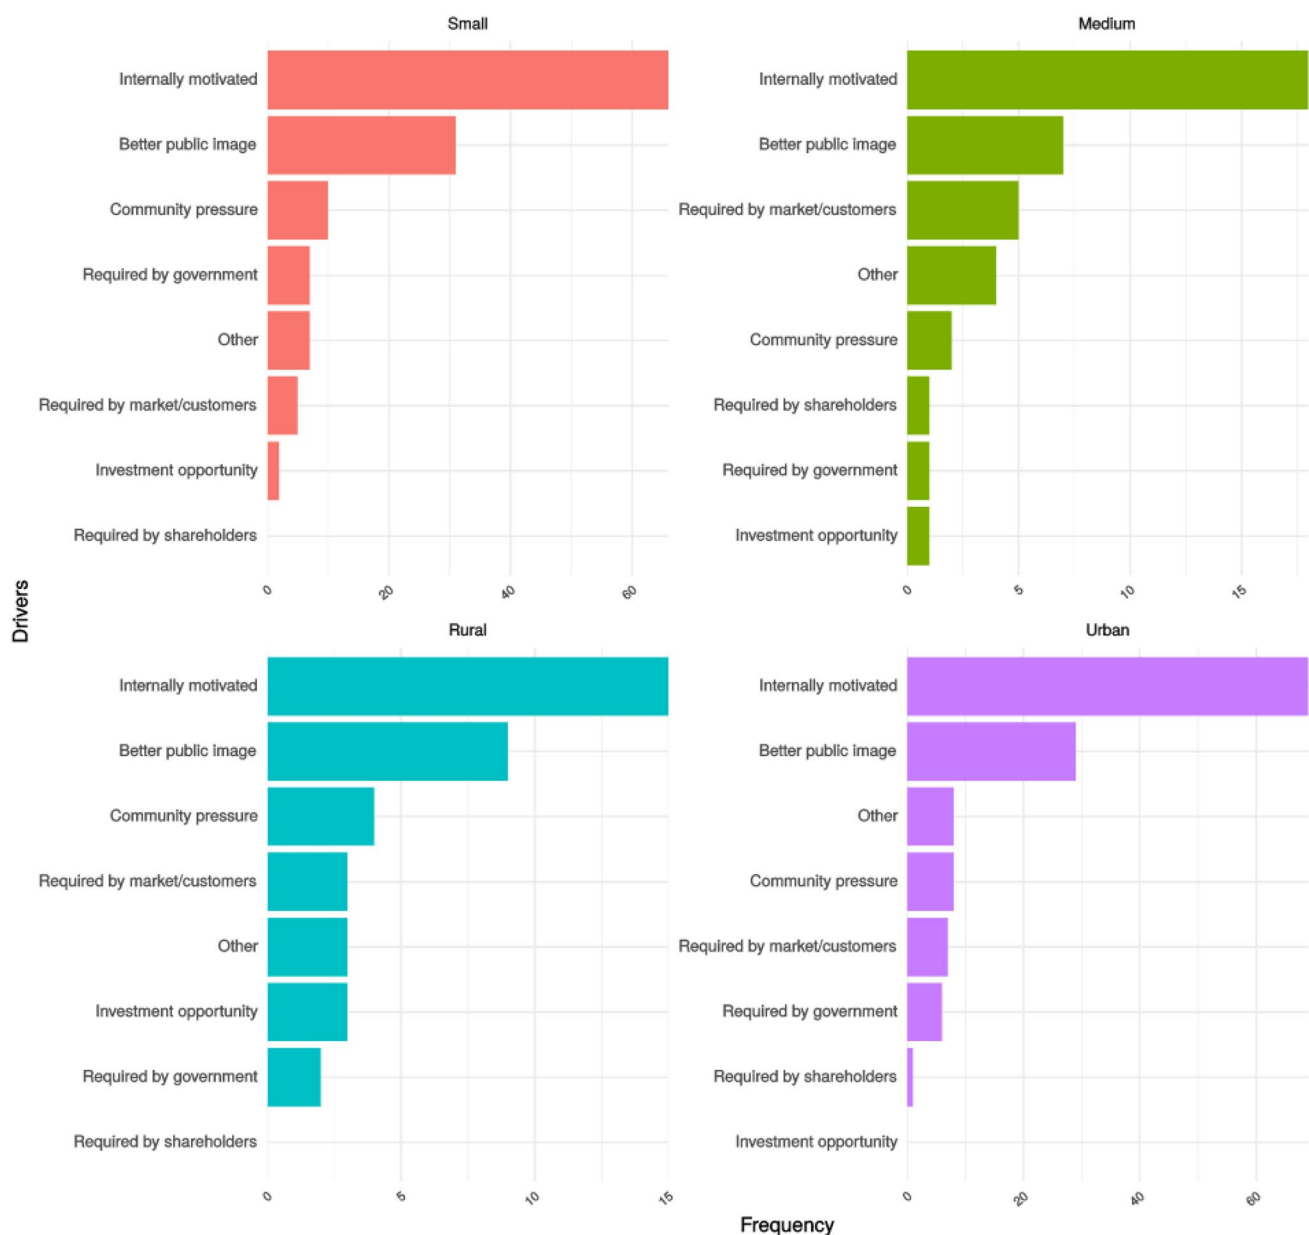 Small
Internally motivated
Better public image
Community pressure
Required by government
Other
Required by market/customers
Investment opportunity
Required by shareholders
0
20
40
60
Medium
Internally motivated
Better public image
Required by market/customers
Other
Community pressure
Required by shareholders
Required by government
Investment opportunity
0
5
10
15
Drivers
Rural
Internally motivated
Better public image
Community pressure
Required by market/customers
Other
Investment opportunity
Required by government
Required by shareholders
0
5
10
15
Urban
Internally motivated
Better public image
Other
Community pressure
Required by market/customers
Required by government
Required by shareholders
Investment opportunity
0
20
40
60
Frequency